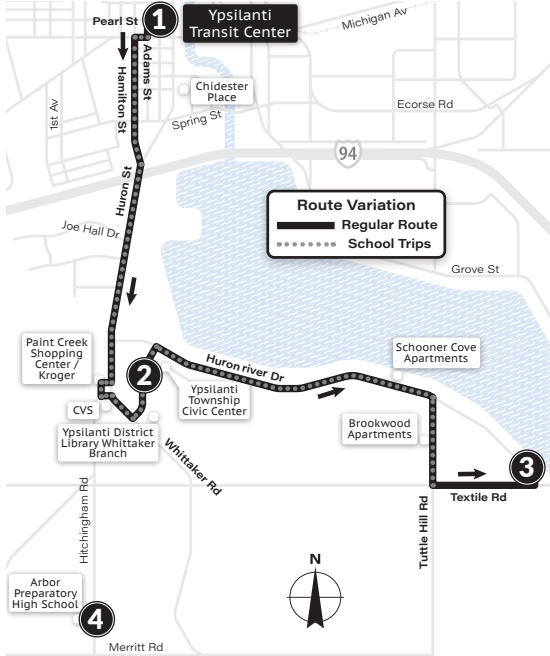 Pearl St
1
Ypsilanti
Transit Center
Michigan Av
Adams St
Hamilton St
1st Av
Chidester
Place
Spring St
Ecorse Rd
94
Huron St
Joe Hall Dr
Route Variation
Regular Route
School Trips
Grove St
Paint Creek
Shopping
Center /
Kroger
2
Huron river Dr
Schooner Cove
Apartments
CVS
Ypsilanti
Township
Civic Center
Ypsilanti District
Library Whittaker
Branch
Whittaker Rd
Brookwood
Apartments
3
Textile Rd
Hitchingham Rd
Tuttle Hill Rd
N
Arbor
Preparatory
High School
4
Merritt Rd